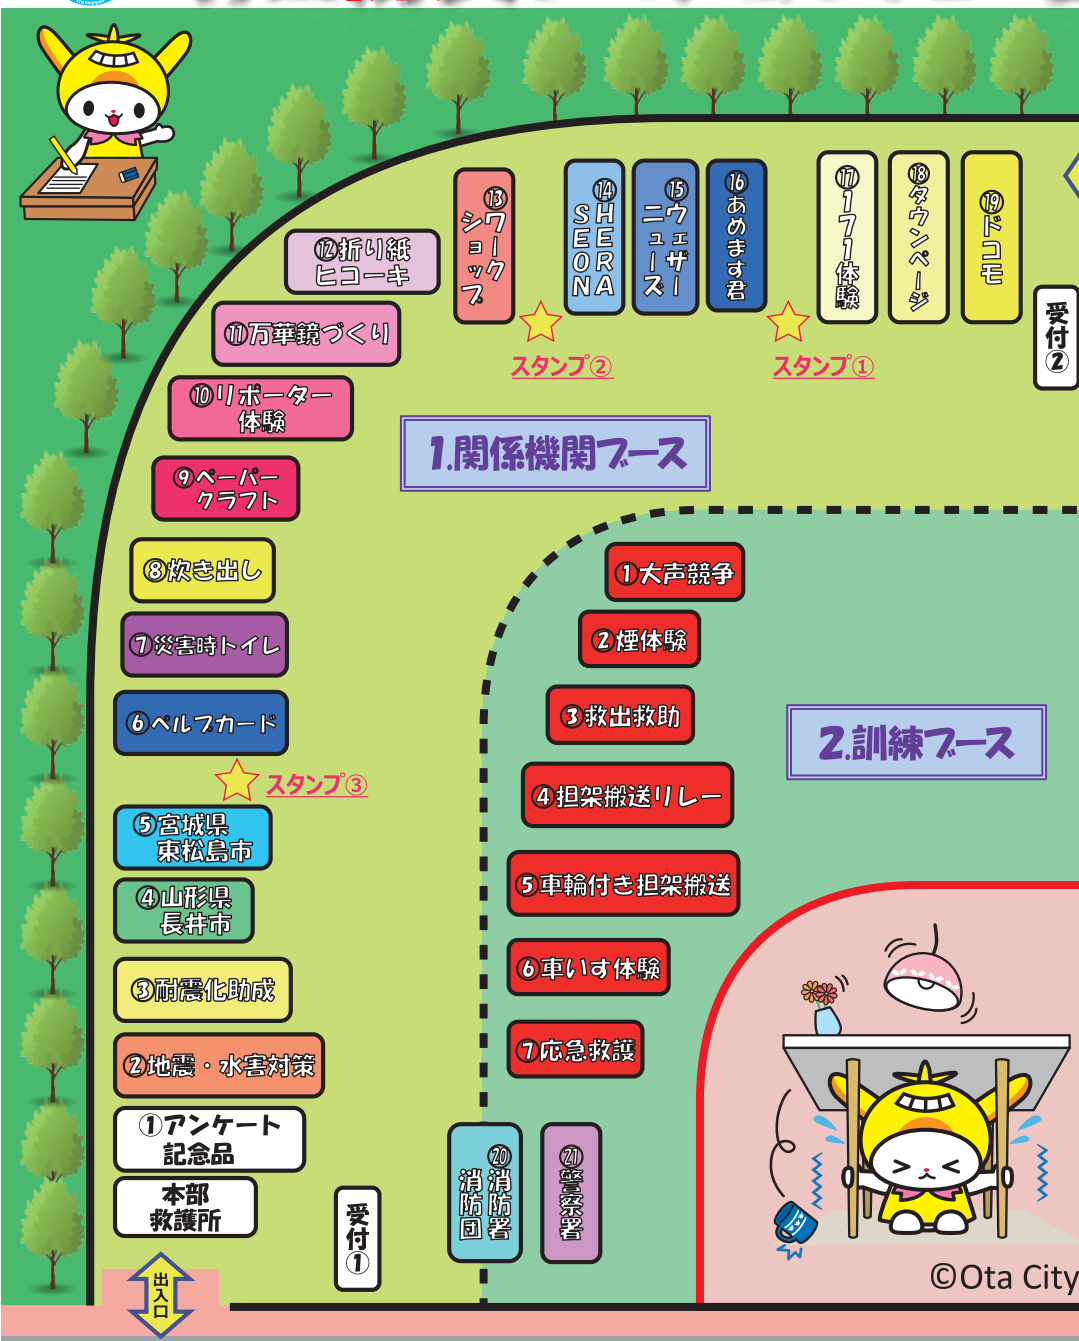 ⑬ワーク
ショップ
⑭SHEERA
SEEON
⑮ウェザー
ニューズ
⑯あめます君
⑰171体験
⑱タウンページ
⑲ドコモ
受付②
⑫折り紙
ヒコーキ
⑪万華鏡づくり
スタンプ②
スタンプ①
⑩リポーター
体験
1.関係機関ブース
⑨ペーパー
クラフト
⑧炊き出し
⑦災害時トイレ
⑥ヘルプカード
スタンプ③
⑤宮城県
東松島市
④山形県
長井市
③耐震化助成
②地震・水害対策
①アンケート
記念品
本部
救護所
受付①
出入口
①大声競争
②煙体験
③救出救助
2.訓練ブース
④担架搬送リレー
⑤車輪付き担架搬送
⑥車いす体験
⑦応急救護
⑳消防署
消防団
㉑警察署
©Ota City